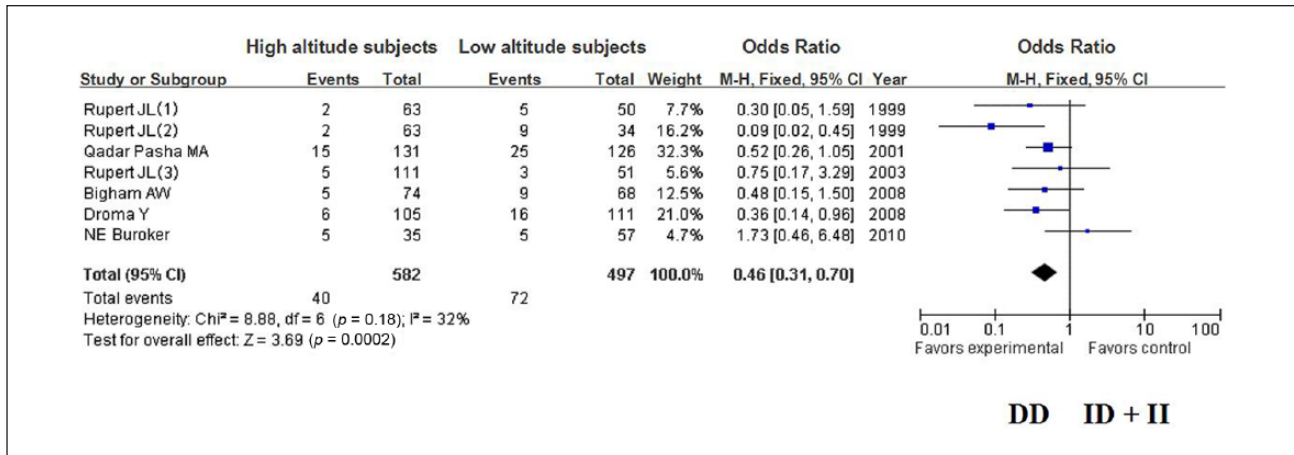 High altitude subjects Low altitude subjects Odds Ratio Odds Ratio
Study or Subgroup Events Total Events Total Weight M-H, Fixed, 95% CI Year M-H, Fixed, 95% CI
Rupert JL(1) 2 63 5 50 7.7% 0.30 [0.05, 1.59] 1999
Rupert JL(2) 2 63 9 34 16.2% 0.09 [0.02, 0.45] 1999
Qadar Pasha MA 15 131 25 126 32.3% 0.52 [0.26, 1.05] 2001
Rupert JL(3) 5 111 3 51 5.6% 0.75 [0.17, 3.29] 2003
Bigham AW 5 74 9 68 12.5% 0.48 [0.15, 1.50] 2008
Droma Y 6 105 16 111 21.0% 0.36 [0.14, 0.96] 2008
NE Buroker 5 35 5 57 4.7% 1.73 [0.46, 6.48] 2010
Total (95% CI) 582 497 100.0% 0.46 [0.31, 0.70]
Total events 40 72
Heterogeneity: Chi² = 8.88, df = 6 (p = 0.18); I² = 32%
Test for overall effect: Z = 3.69 (p = 0.0002)
0.01 0.1 1 10 100
Favors experimental Favors control
DD ID + II